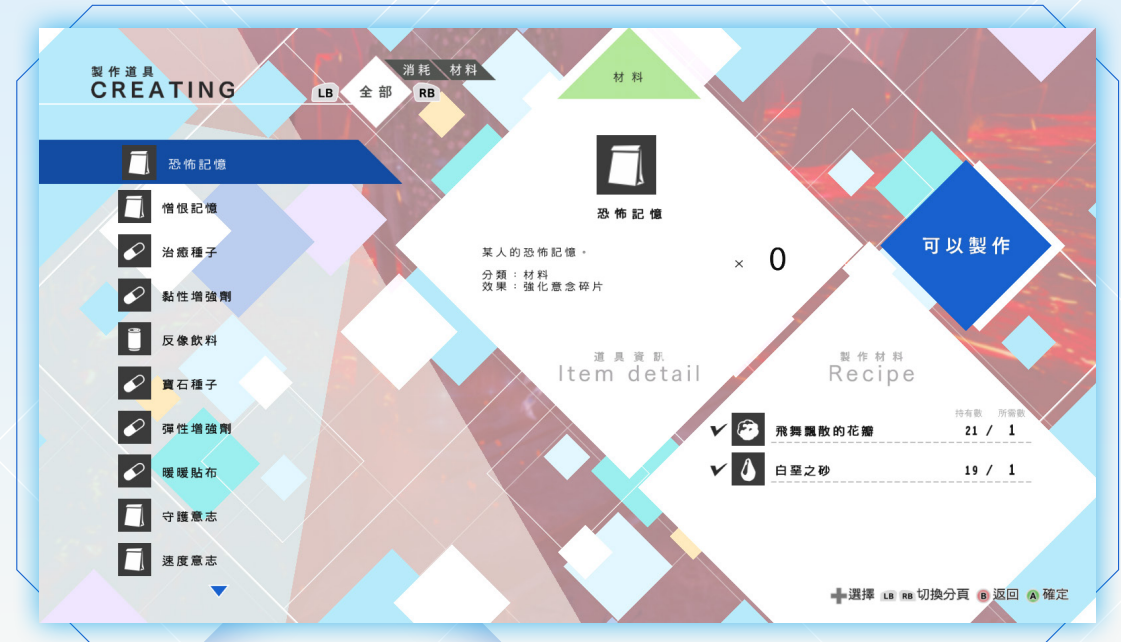 製作道具
CREATING
LB 全部 RB
消耗 材料
恐怖記憶
憎恨記憶
治癒種子
黏性增強劑
反像飲料
寶石種子
彈性增強劑
暖暖貼布
守護意志
速度意志
材料
恐怖記憶
某人的恐怖記憶。
分類：材料
效果：強化意念碎片
× 0
道具資訊
Item detail
可以製作
製作材料
Recipe
持有數 所需數
飛舞飄散的花瓣 21 / 1
白堊之砂 19 / 1
選擇 LB RB 切換分頁 B 返回 A 確定